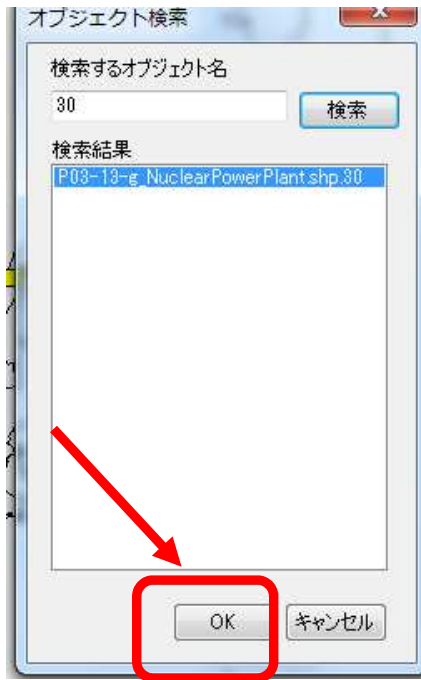 オブジェクト検索
検索するオブジェクト名
30 検索
検索結果
P03-13-g_NuclearPowerPlant.shp.30
OK キャンセル